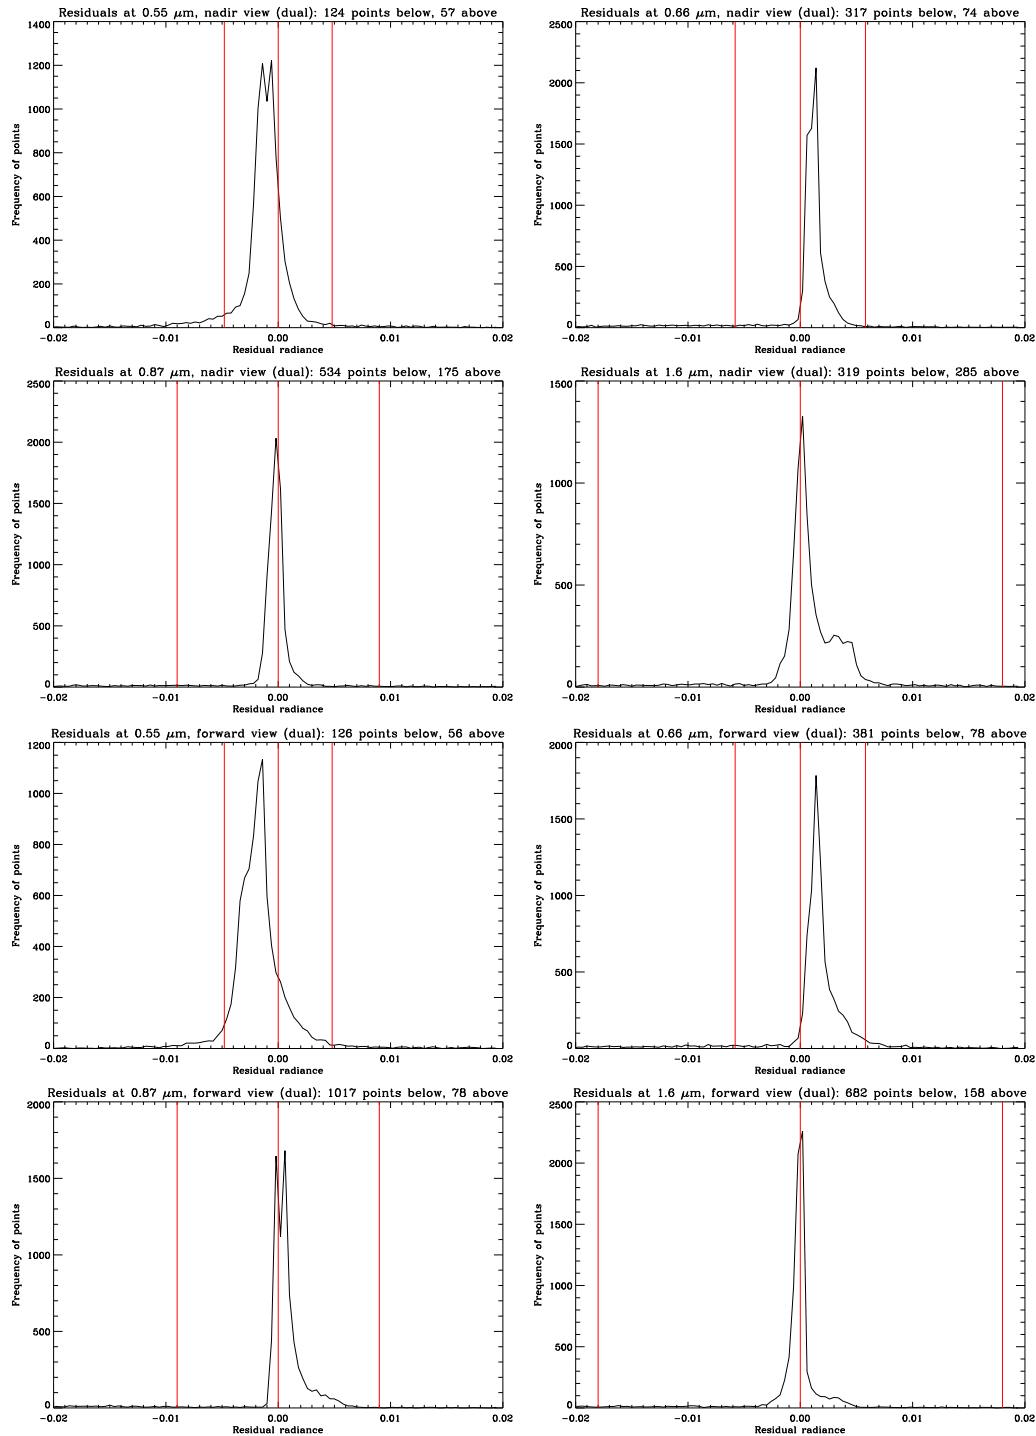 Residuals at 0.55 μm, nadir view (dual): 124 points below, 57 above
1400
1200
1000
800
600
400
200
0
Frequency of points
-0.02 -0.01 0.00 0.01 0.02
Residual radiance
Residuals at 0.66 μm, nadir view (dual): 317 points below, 74 above
2500
2000
1500
1000
500
0
Frequency of points
-0.02 -0.01 0.00 0.01 0.02
Residual radiance
Residuals at 0.87 μm, nadir view (dual): 534 points below, 175 above
2500
2000
1500
1000
500
0
Frequency of points
-0.02 -0.01 0.00 0.01 0.02
Residual radiance
Residuals at 1.6 μm, nadir view (dual): 319 points below, 285 above
1500
1000
500
0
Frequency of points
-0.02 -0.01 0.00 0.01 0.02
Residual radiance
Residuals at 0.55 μm, forward view (dual): 126 points below, 56 above
1200
1000
800
600
400
200
0
Frequency of points
-0.02 -0.01 0.00 0.01 0.02
Residual radiance
Residuals at 0.66 μm, forward view (dual): 381 points below, 78 above
2000
1500
1000
500
0
Frequency of points
-0.02 -0.01 0.00 0.01 0.02
Residual radiance
Residuals at 0.87 μm, forward view (dual): 1017 points below, 78 above
2000
1500
1000
500
0
Frequency of points
-0.02 -0.01 0.00 0.01 0.02
Residual radiance
Residuals at 1.6 μm, forward view (dual): 682 points below, 158 above
2500
2000
1500
1000
500
0
Frequency of points
-0.02 -0.01 0.00 0.01 0.02
Residual radiance